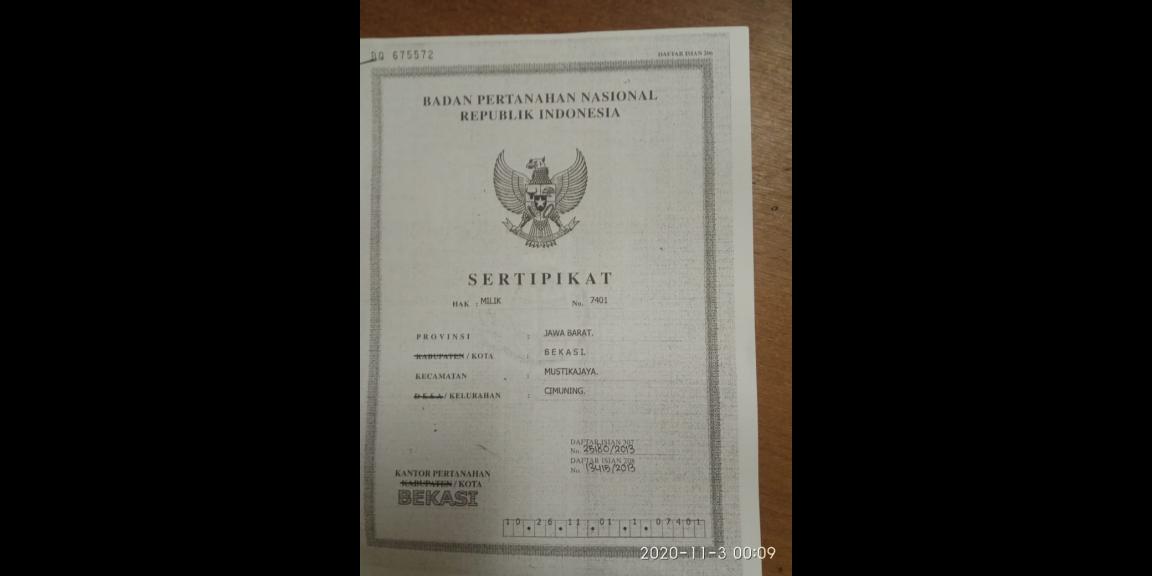 DQ 675572
DAFTAR ISIAN 206
BADAN PERTANAHAN NASIONAL
REPUBLIK INDONESIA
SERTIPIKAT
HAK : MILIK No. 7401
PROVINSI : JAWA BARAT.
KABUPATEN / KOTA : BEKASI.
KECAMATAN : MUSTIKAJAYA.
DESA / KELURAHAN : CIMUNING.
DAFTAR ISIAN 307
No. 25180/2013
DAFTAR ISIAN 208
No. 13415/2013
KANTOR PERTANAHAN
KABUPATEN / KOTA
BEKASI
10.26.11.01.1.07401
2020-11-3 00:09